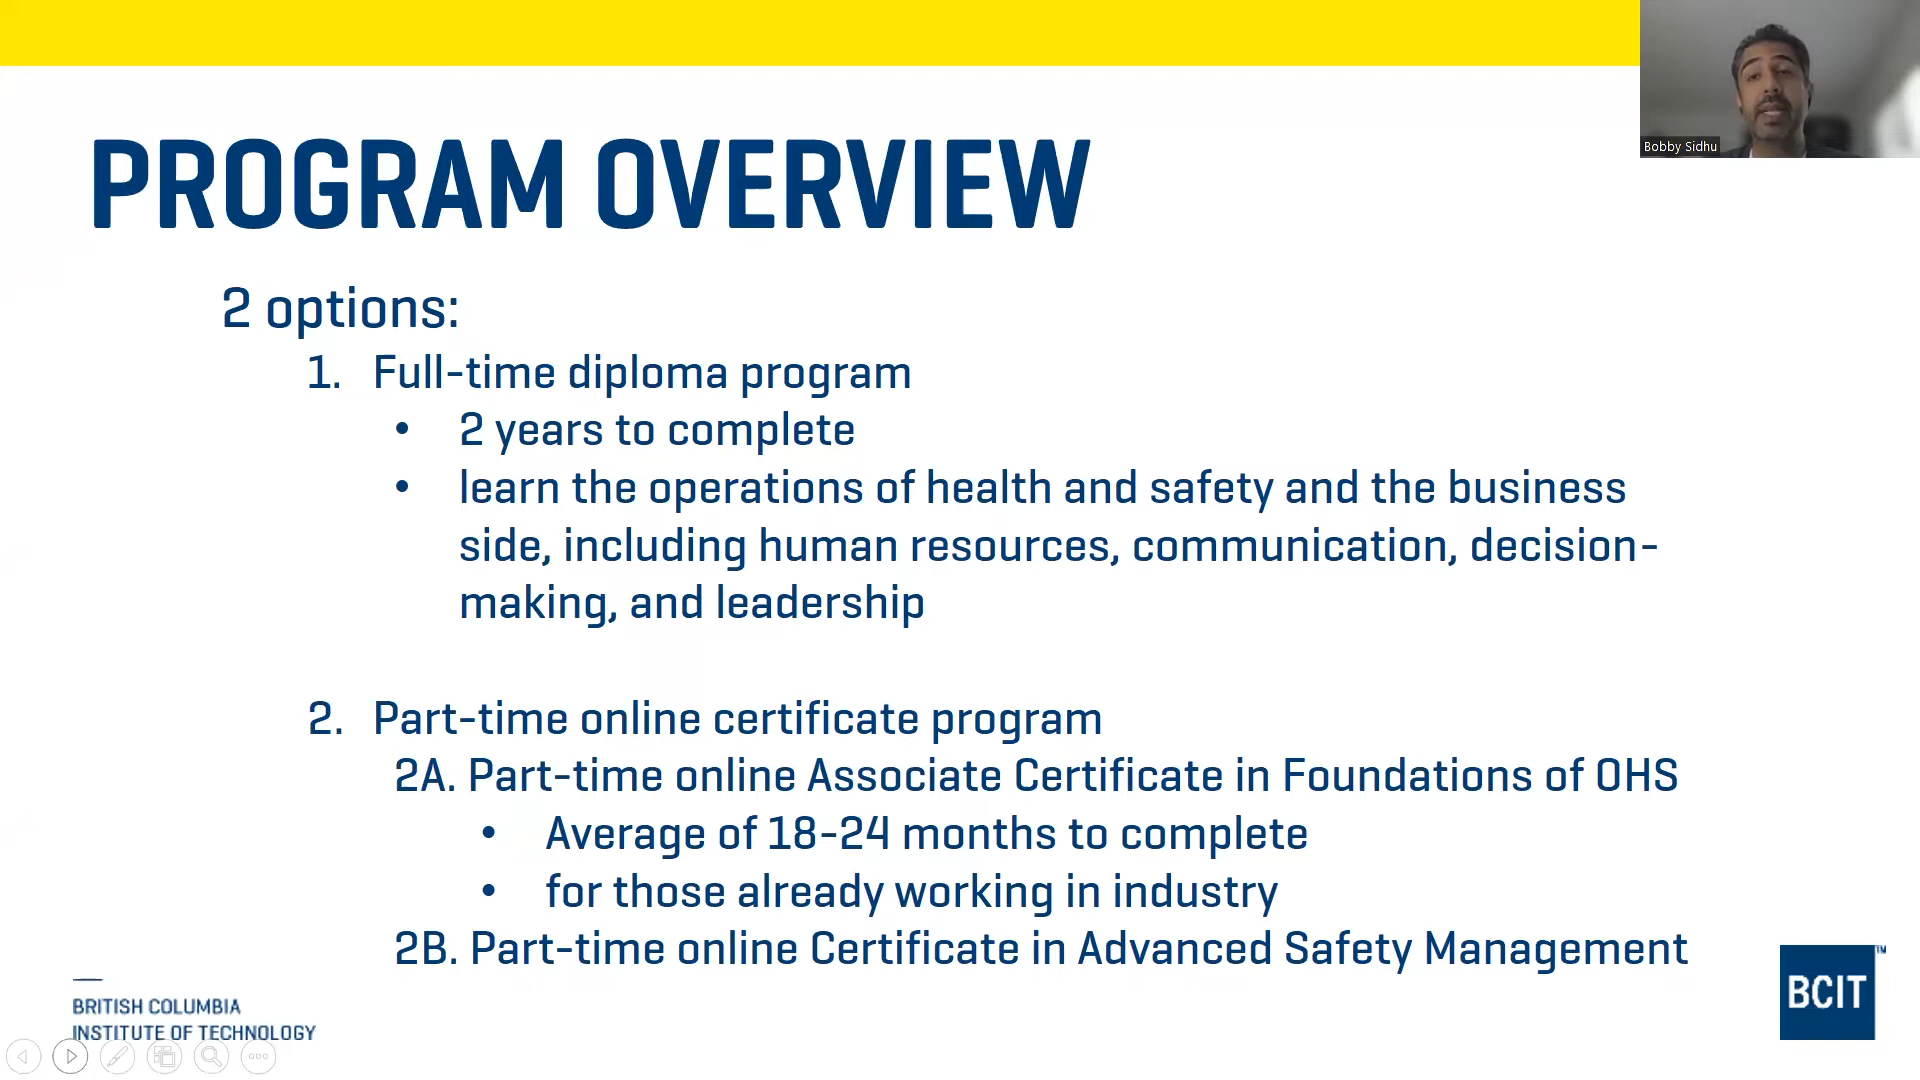 Bobby Sidhu
PROGRAM OVERVIEW
2 options:
1. Full-time diploma program
• 2 years to complete
• learn the operations of health and safety and the business
side, including human resources, communication, decision-
making, and leadership
2. Part-time online certificate program
2A. Part-time online Associate Certificate in Foundations of OHS
• Average of 18-24 months to complete
• for those already working in industry
2B. Part-time online Certificate in Advanced Safety Management
BRITISH COLUMBIA
INSTITUTE OF TECHNOLOGY
BCIT™